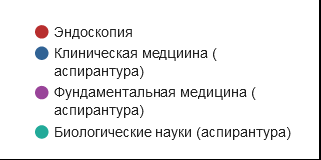 Эндоскопия
Клиническая медциина (
аспирантура)
Фундаментальная медицина (
аспирантура)
Биологические науки (аспирантура)